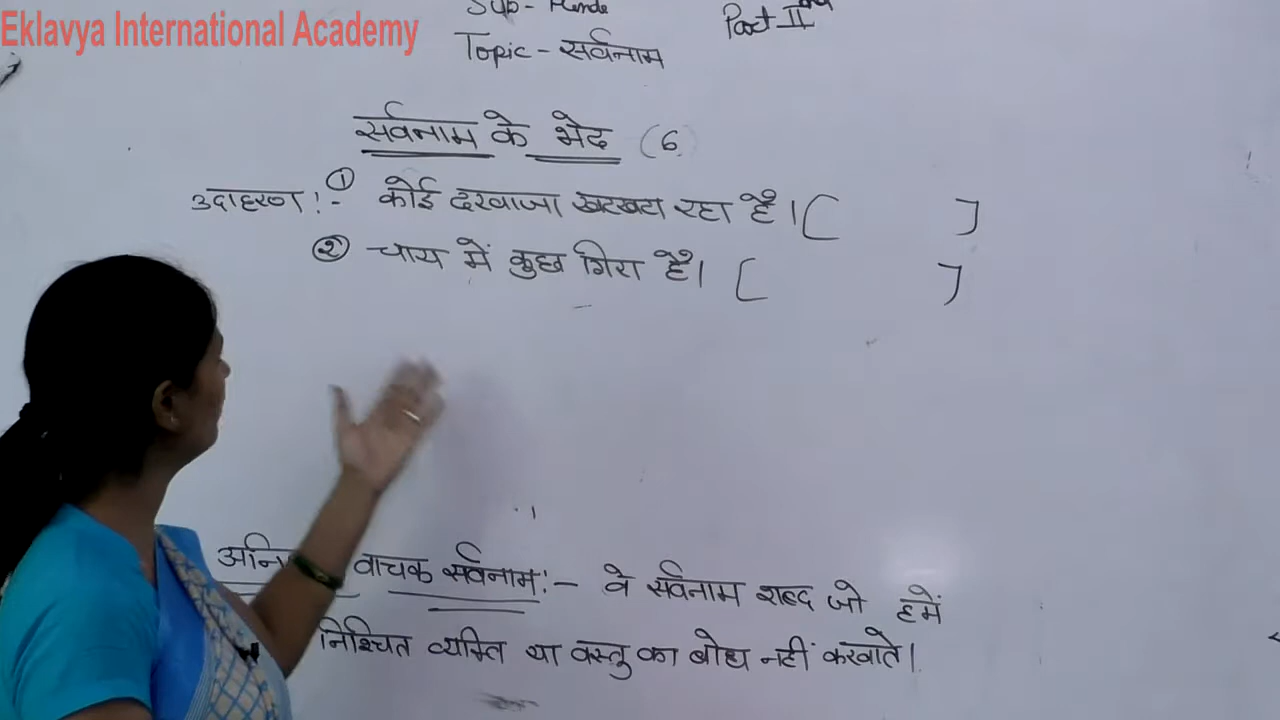 Eklavya International Academy
Sub-
Part II
Topic - सर्वनाम
सर्वनाम के भेद (6
उदाहरण :- ① कोई दरवाजा खटखटा रहा है। [ ]
② चाय में कुछ गिरा है। [ ]
वाचक सर्वनाम :- वे सर्वनाम शब्द जो हमें
निश्चित व्यक्ति या वस्तु का बोध नहीं करवाते।